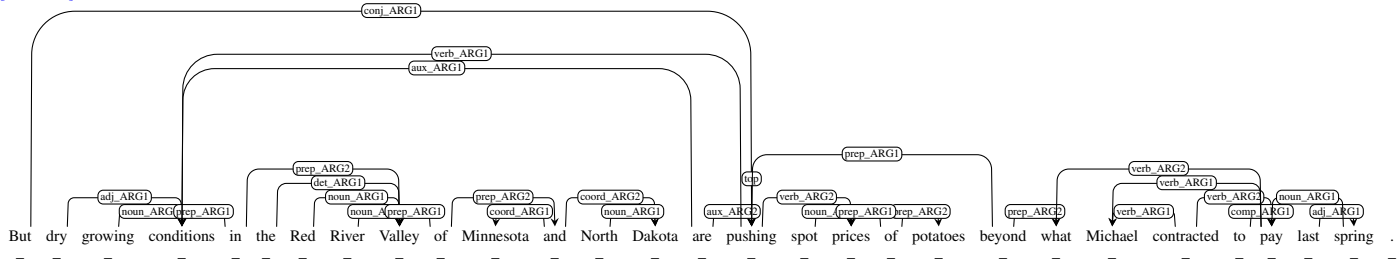 conj_ARG1
verb_ARG1
aux_ARG1
prep_ARG1
prep_ARG2 verb_ARG2
det_ARG1 top verb_ARG1
adj_ARG1 noun_ARG1 prep_ARG2 coord_ARG2 verb_ARG2 verb_ARG2 noun_ARG1
prep_ARG1 prep_ARG1 coord_ARG1 noun_ARG1 aux_ARG2 prep_ARG1 prep_ARG2 prep_ARG2 verb_ARG1 comp_ARG1 adj_ARG1
But dry growing conditions in the Red River Valley of Minnesota and North Dakota are pushing spot prices of potatoes beyond what Michael contracted to pay last spring .